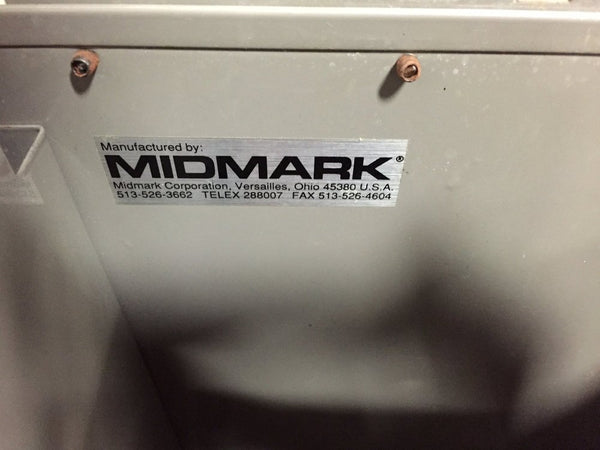 Manufactured by:
MIDMARK®
Midmark Corporation, Versailles, Ohio 45380 U.S.A.
513-526-3662 TELEX 288007 FAX 513-526-4604